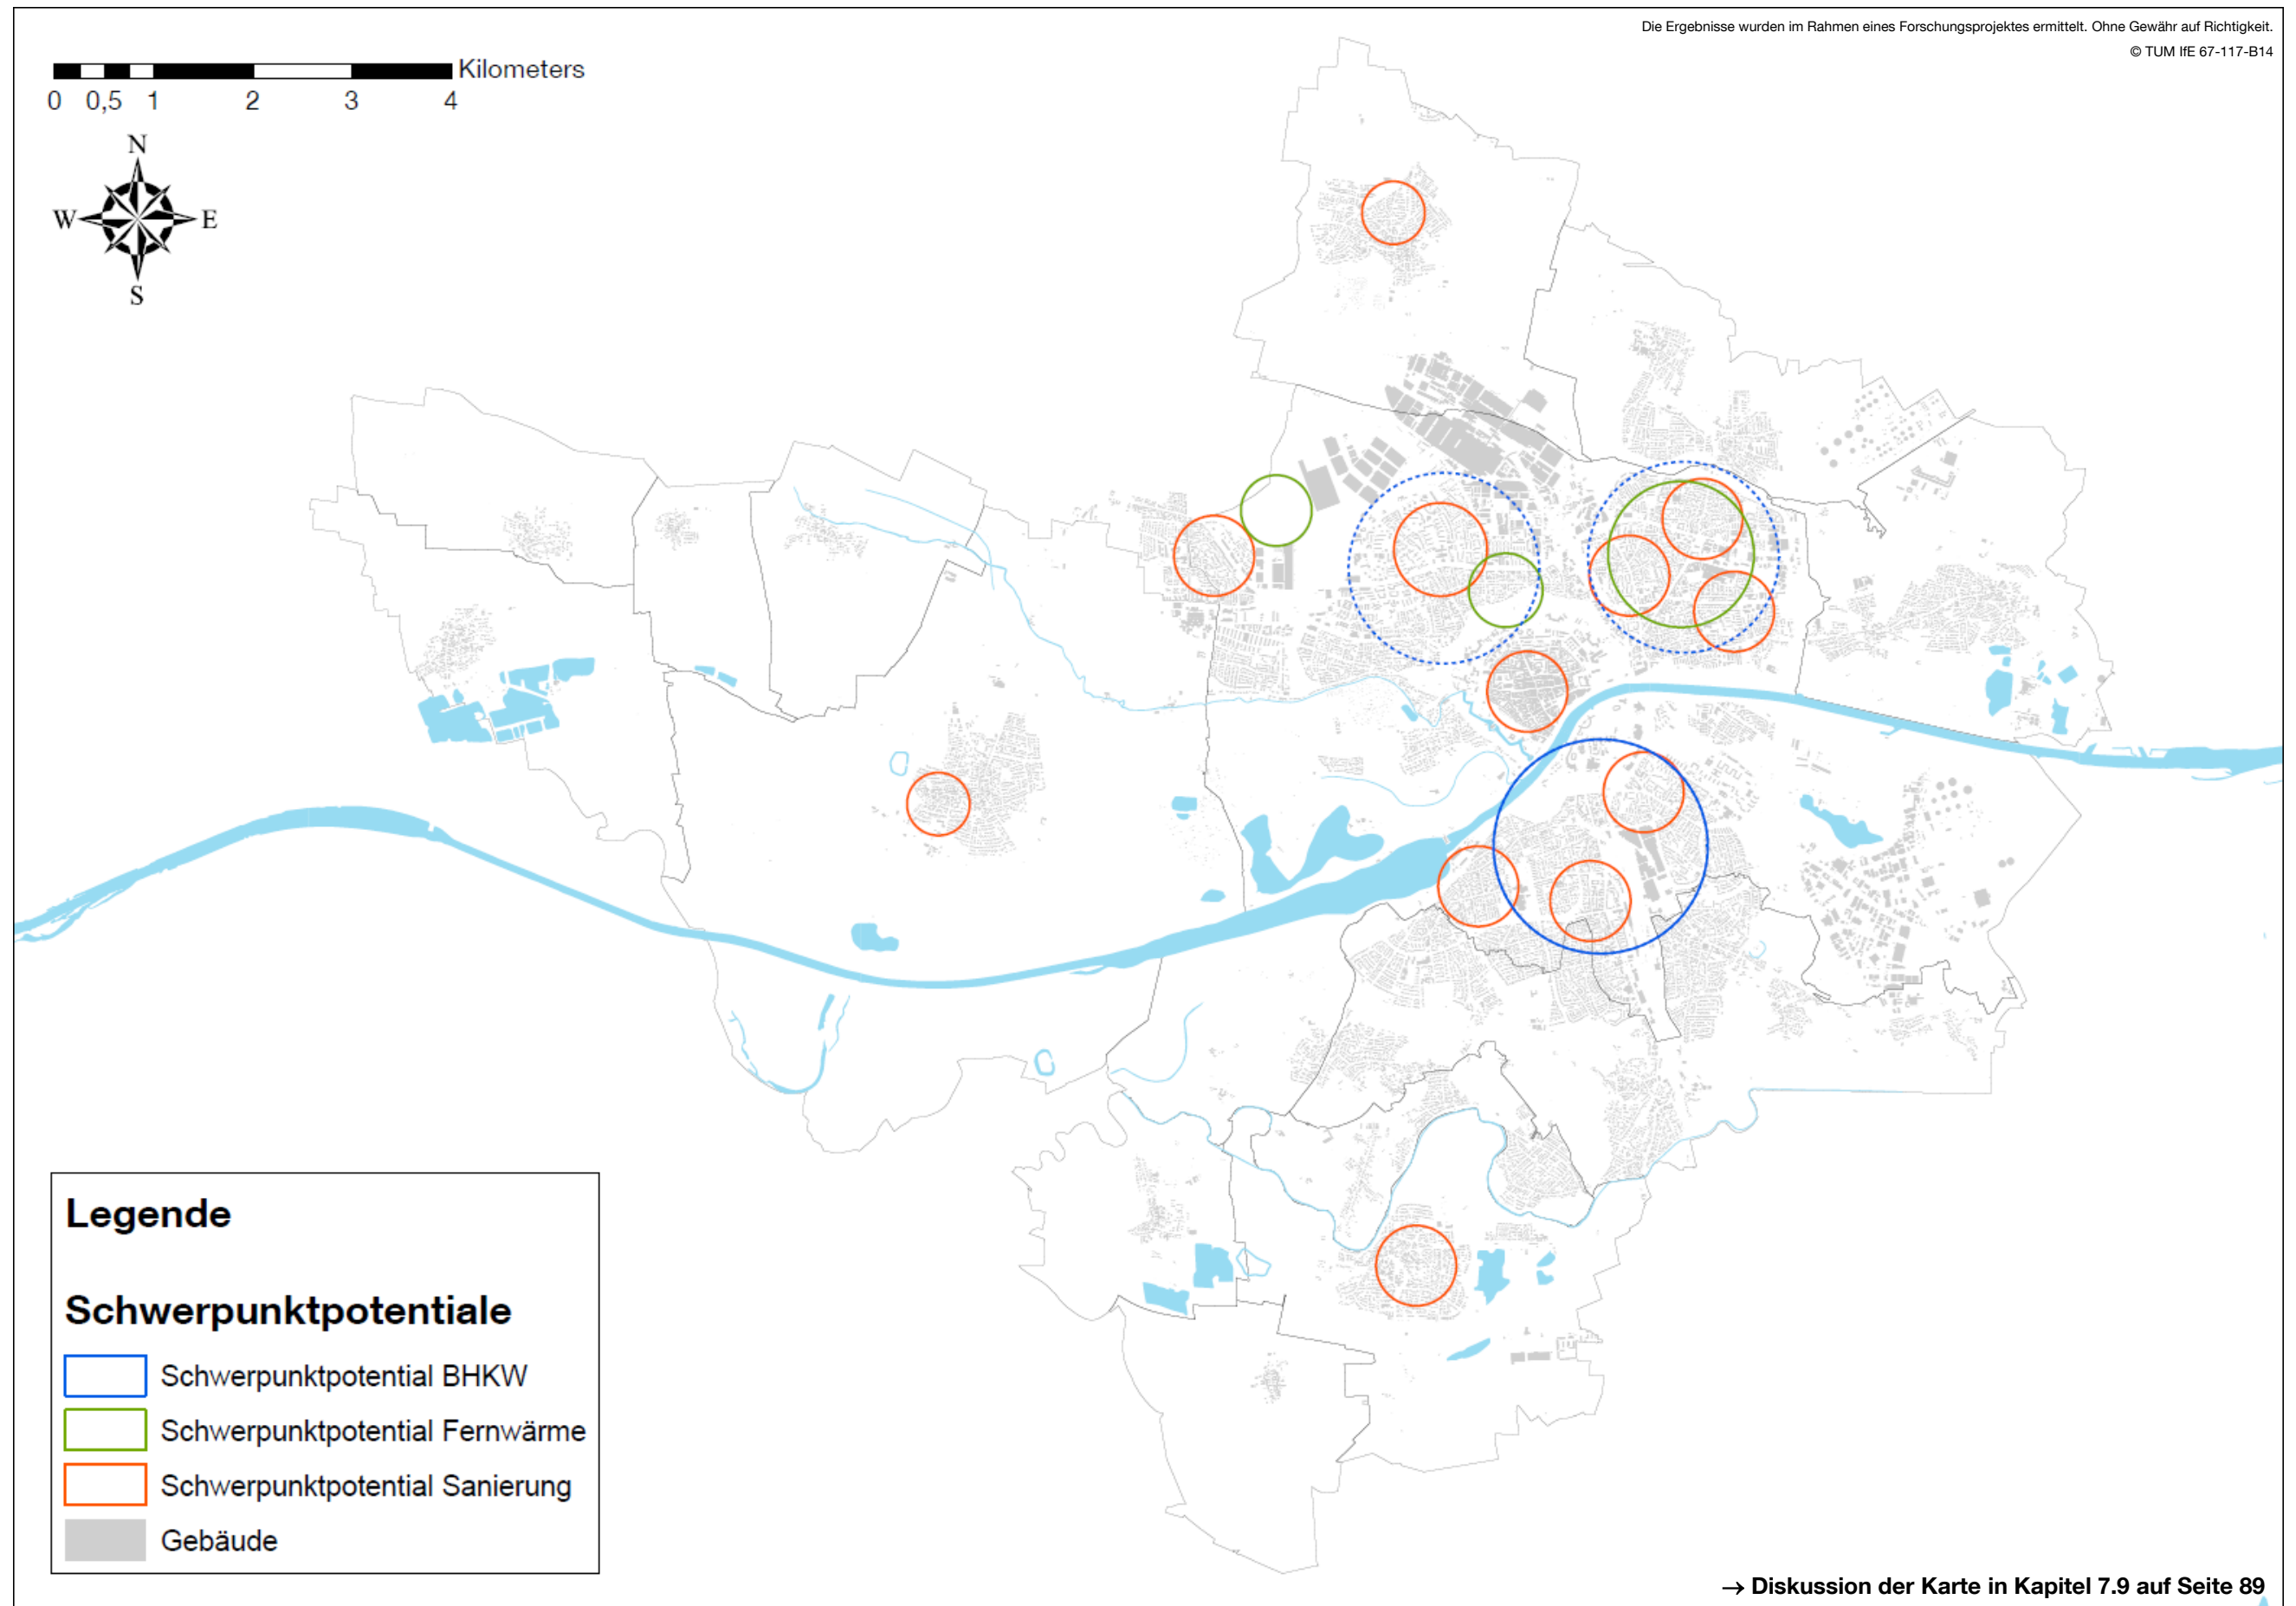 Die Ergebnisse wurden im Rahmen eines Forschungsprojektes ermittelt. Ohne Gewähr auf Richtigkeit.
© TUM IfE 67-117-B14
Kilometers
0 0,5 1 2 3 4
N
W E
S
Legende
Schwerpunktpotentiale
Schwerpunktpotential BHKW
Schwerpunktpotential Fernwärme
Schwerpunktpotential Sanierung
Gebäude
→ Diskussion der Karte in Kapitel 7.9 auf Seite 89